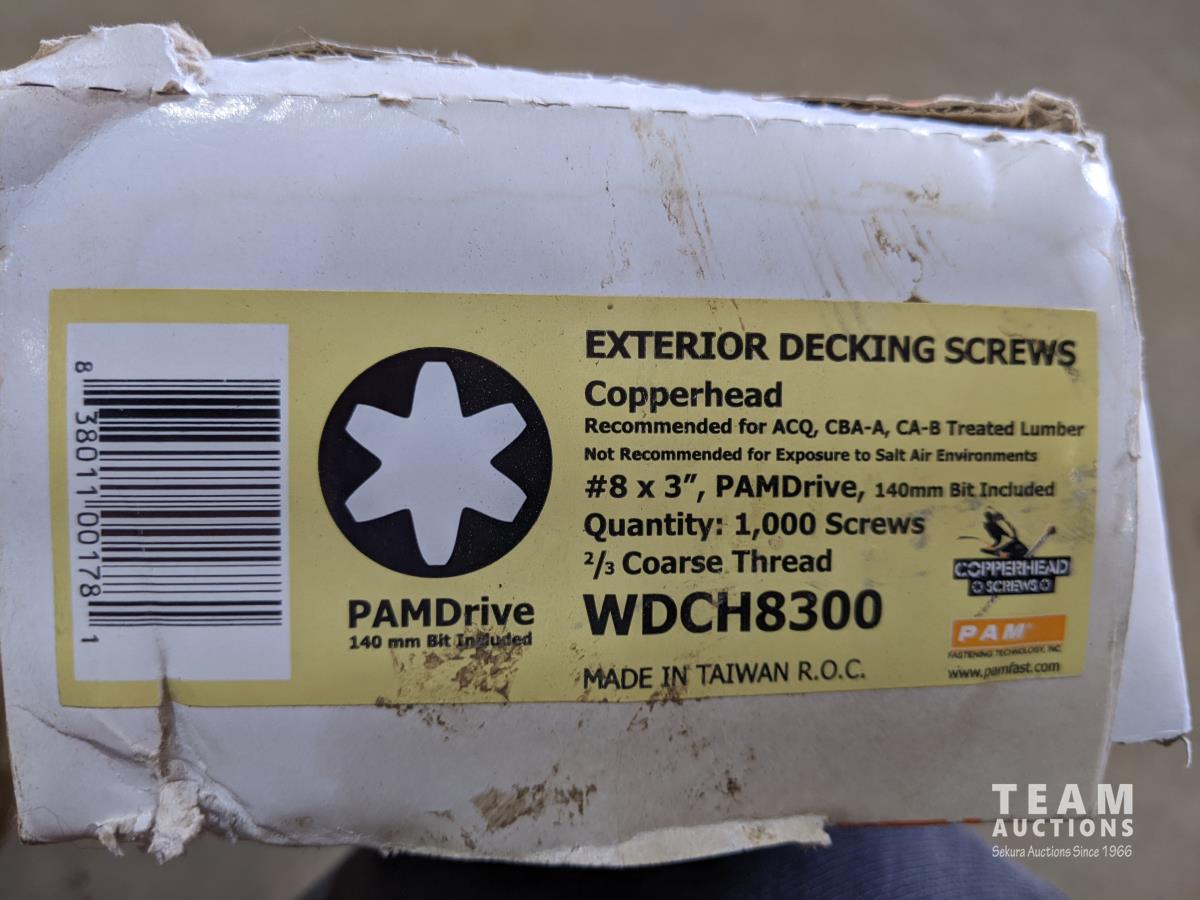 8 38011 00178 1
PAMDrive
140 mm Bit Included
EXTERIOR DECKING SCREWS
Copperhead
Recommended for ACQ, CBA-A, CA-B Treated Lumber
Not Recommended for Exposure to Salt Air Environments
#8 x 3”, PAMDrive, 140mm Bit Included
Quantity: 1,000 Screws
2/3 Coarse Thread
WDCH8300
MADE IN TAIWAN R.O.C.
COPPERHEAD
SCREWS
PAM®
FASTENING TECHNOLOGY, INC.
www.pamfast.com
TEAM
AUCTIONS
Sekura Auctions Since 1966